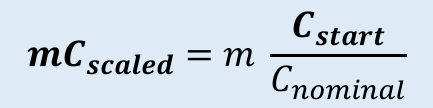 mC_scaled = m C_start / C_nominal